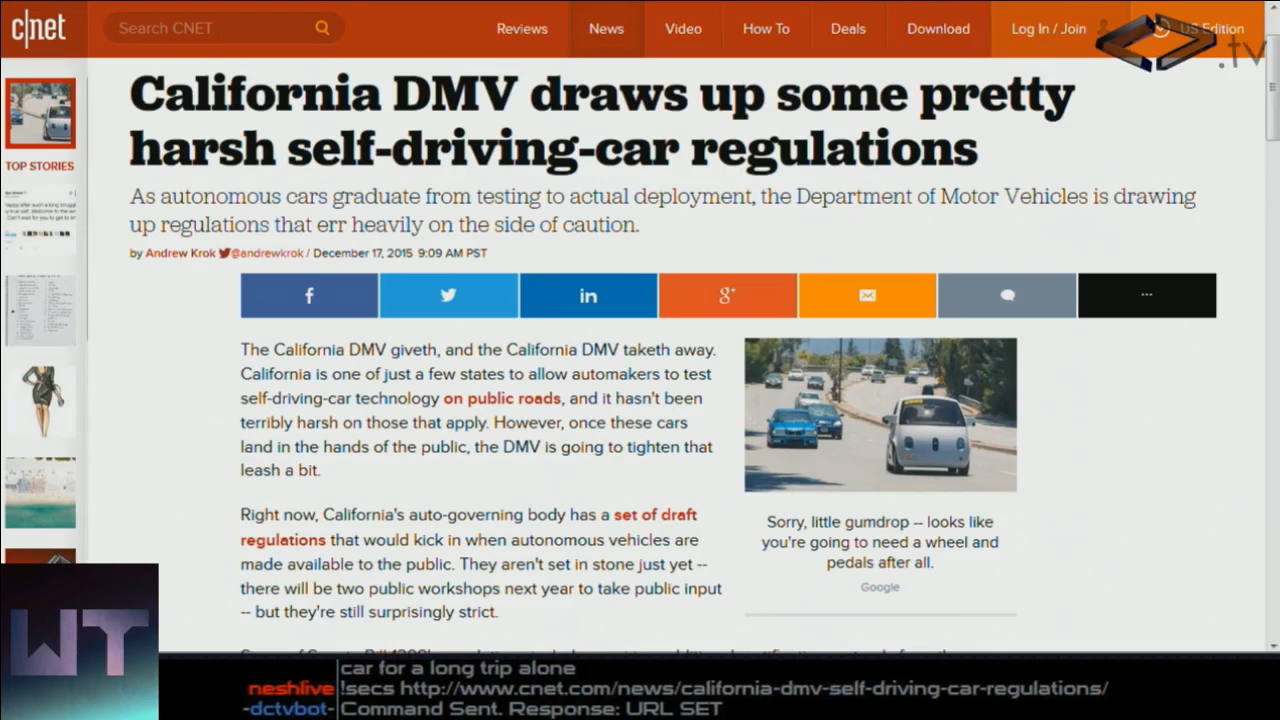 c|net
Search CNET
Reviews
News
Video
How To
Deals
Download
Log In / Join
US Edition
.tv
California DMV draws up some pretty
harsh self-driving-car regulations
As autonomous cars graduate from testing to actual deployment, the Department of Motor Vehicles is drawing
up regulations that err heavily on the side of caution.
by Andrew Krok @andrewkrok / December 17, 2015 9:09 AM PST
TOP STORIES
f
in
g+
...
The California DMV giveth, and the California DMV taketh away.
California is one of just a few states to allow automakers to test
self-driving-car technology on public roads, and it hasn't been
terribly harsh on those that apply. However, once these cars
land in the hands of the public, the DMV is going to tighten that
leash a bit.
Right now, California's auto-governing body has a set of draft
regulations that would kick in when autonomous vehicles are
made available to the public. They aren't set in stone just yet --
there will be two public workshops next year to take public input
-- but they're still surprisingly strict.
Sorry, little gumdrop -- looks like
you're going to need a wheel and
pedals after all.
Google
WT
car for a long trip alone
neshlive !secs http://www.cnet.com/news/california-dmv-self-driving-car-regulations/
-dctvbot- Command Sent. Response: URL SET